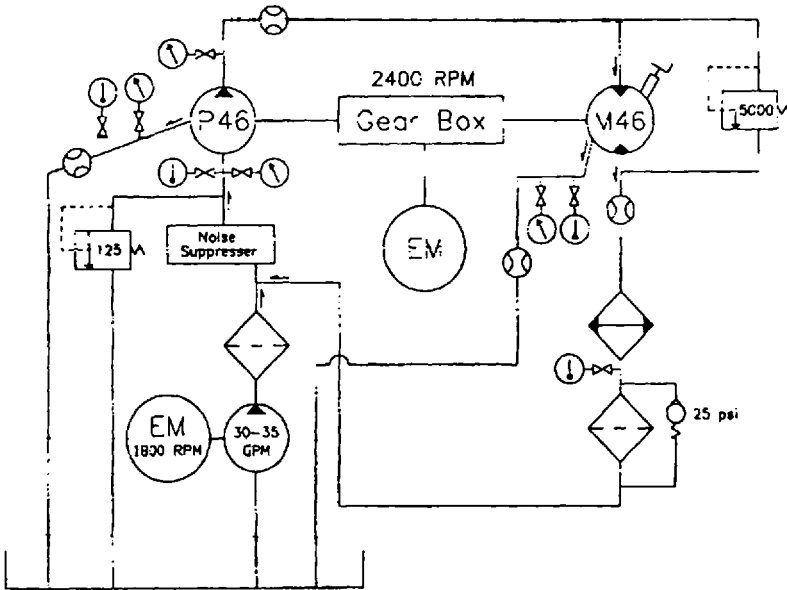 2400 RPM
P46
Gear Box
M46
5000
EM
125
Noise
Suppresser
EM
1800 RPM
30-35
GPM
25 psi